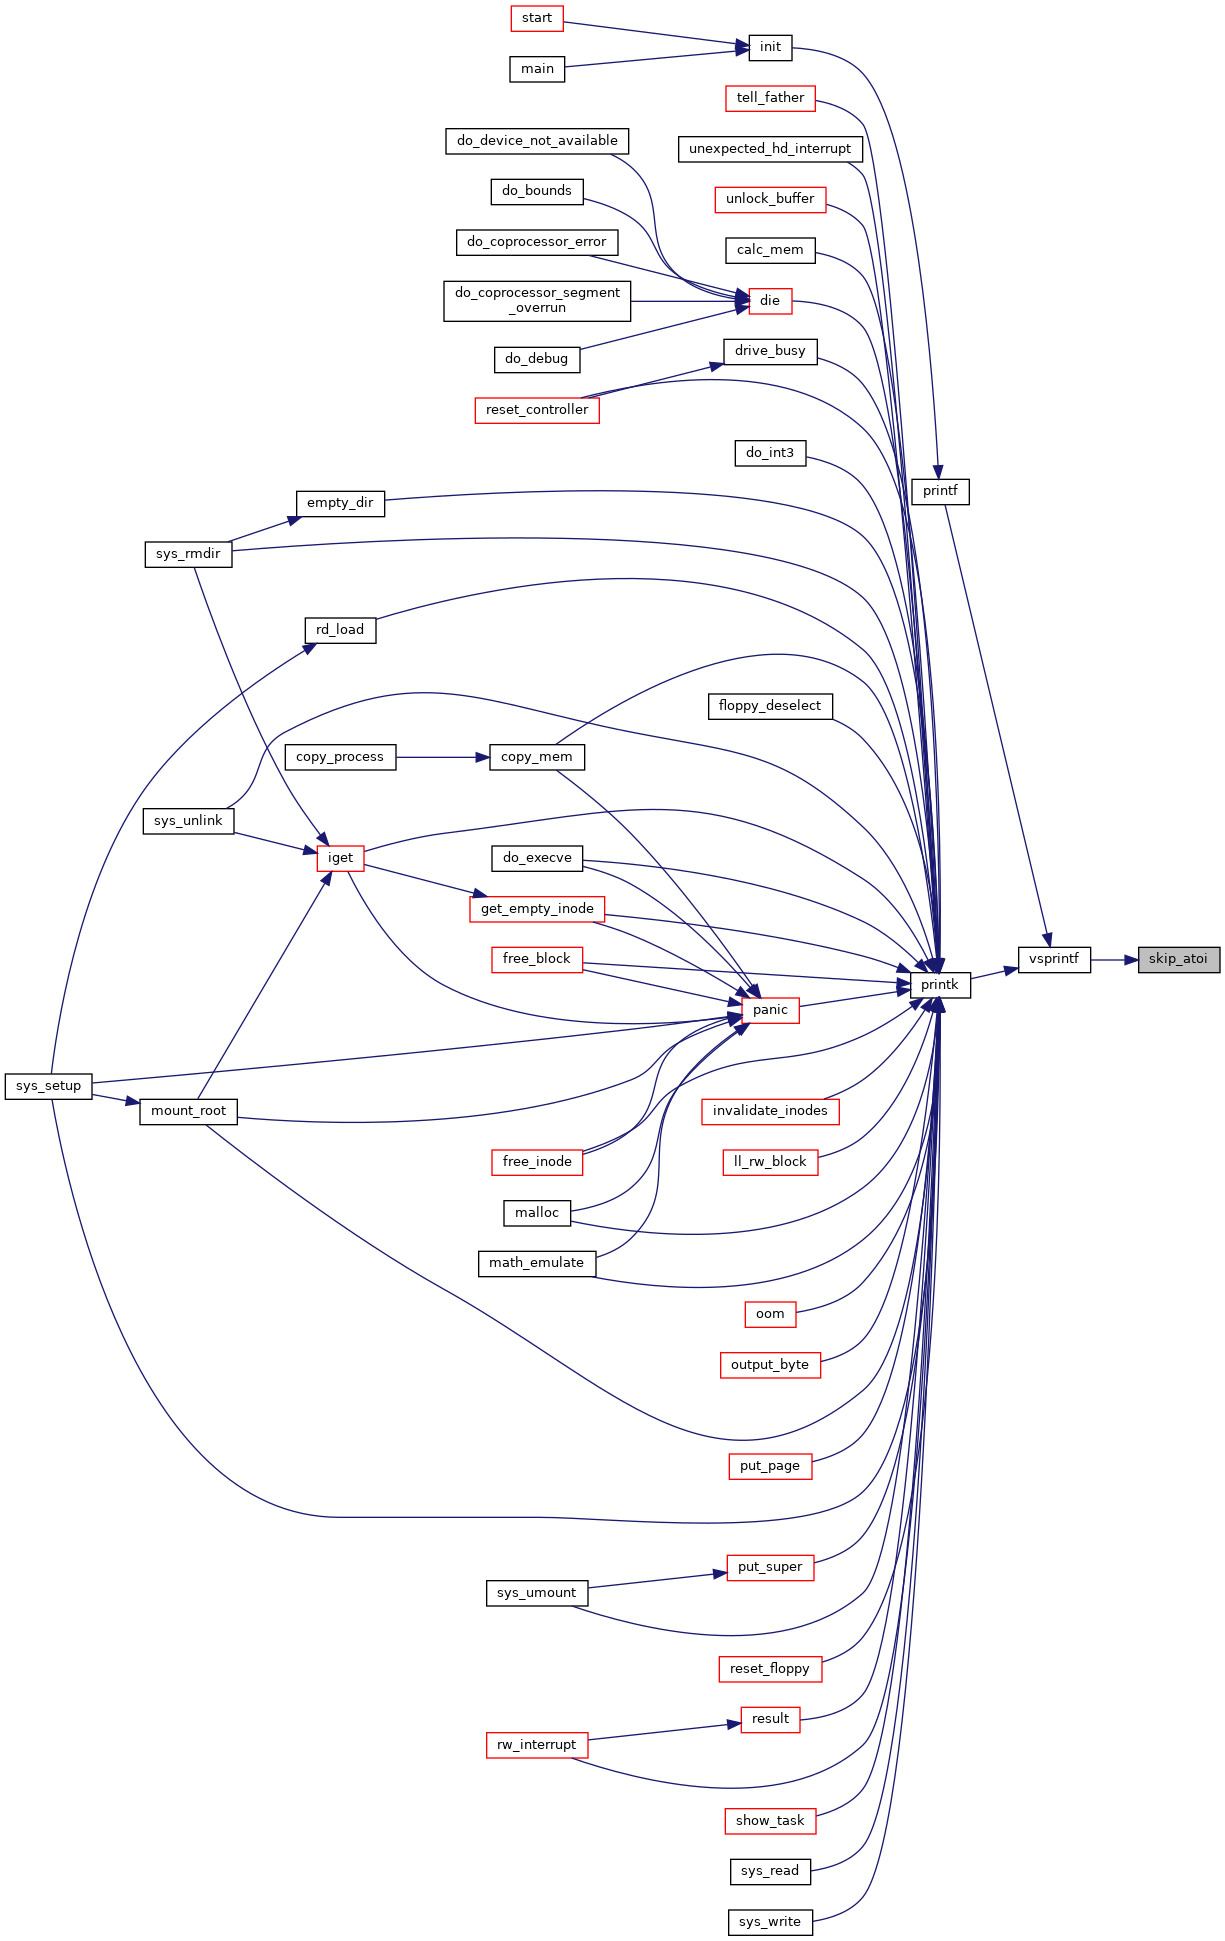 start
init
main
tell_father
do_device_not_available
unexpected_hd_interrupt
do_bounds
unlock_buffer
do_coprocessor_error
calc_mem
do_coprocessor_segment
_overrun
die
do_debug
drive_busy
reset_controller
do_int3
printf
empty_dir
sys_rmdir
rd_load
floppy_deselect
copy_process
copy_mem
sys_unlink
iget
do_execve
get_empty_inode
free_block
vsprintf
skip_atoi
printk
panic
sys_setup
mount_root
invalidate_inodes
free_inode
ll_rw_block
malloc
math_emulate
oom
output_byte
put_page
put_super
sys_umount
reset_floppy
result
rw_interrupt
show_task
sys_read
sys_write